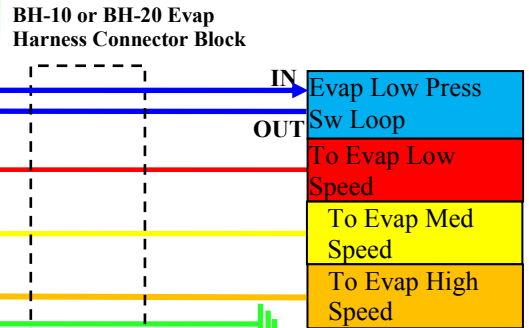 BH-10 or BH-20 Evap
Harness Connector Block
IN
Evap Low Press
OUT
Sw Loop
To Evap Low
Speed
To Evap Med
Speed
To Evap High
Speed